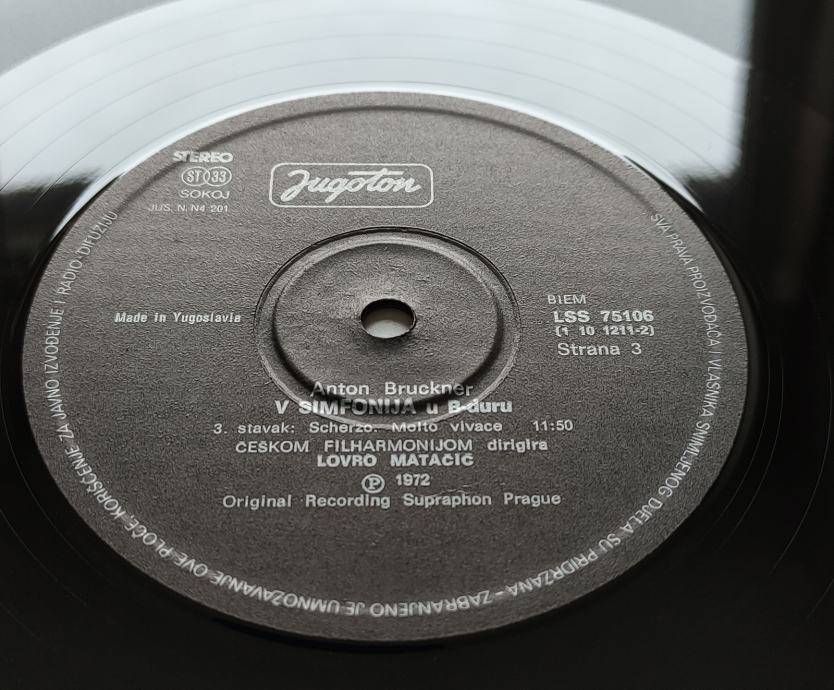 STEREO
ST 33
SOKOJ
JUS. N. N4 201
Jugoton
Made in Yugoslavia
BIEM
LSS 75106
(1 10 1211-2)
Strana 3
Anton Bruckner
V SIMFONIJA u B-duru
3. stavak: Scherzo. Molto vivace 11:50
ČEŠKOM FILHARMONIJOM dirigira
LOVRO MATAČIĆ
℗ 1972
Original Recording Supraphon Prague
SVA PRAVA PROIZVOĐAČA I VLASNIKA SNIMLJENOG DJELA SU PRIDRŽANA - ZABRANJENO JE UMNOŽAVANJE OVE PLOČE, KORIŠĆENJE ZA JAVNO IZVOĐENJE I RADIO-DIFUZIJU